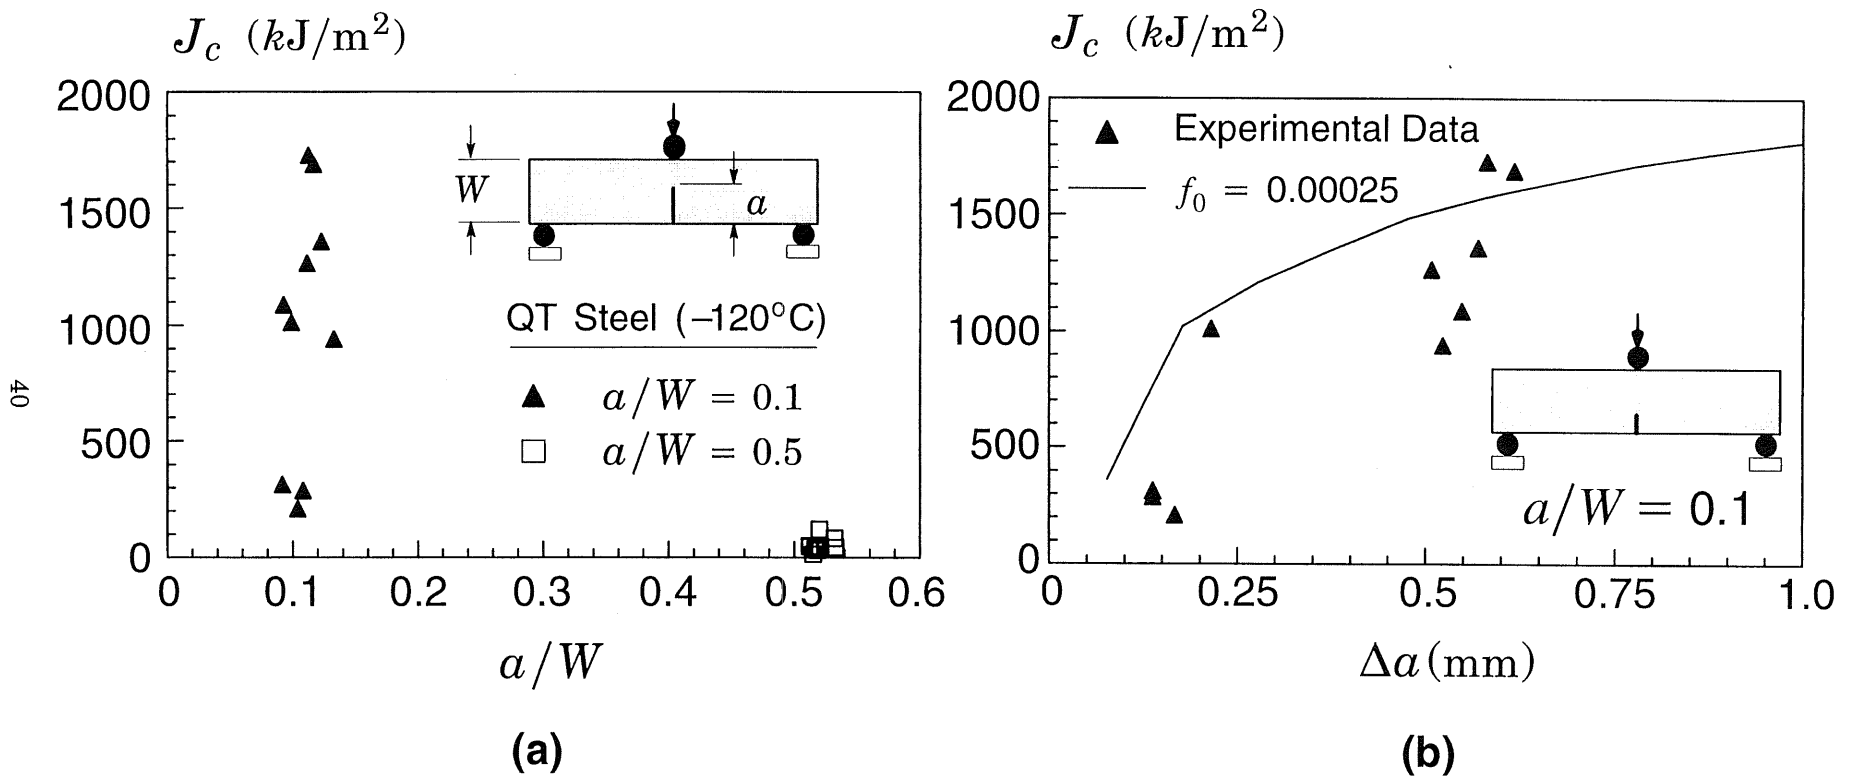 J_c (kJ/m²)
2000
1500
1000
500
0
0 0.1 0.2 0.3 0.4 0.5 0.6
a/W
W
a
QT Steel (–120°C)
a/W = 0.1
a/W = 0.5
(a)
J_c (kJ/m²)
2000
1500
1000
500
0
0 0.25 0.5 0.75 1.0
Δa (mm)
Experimental Data
f₀ = 0.00025
a/W = 0.1
(b)
40